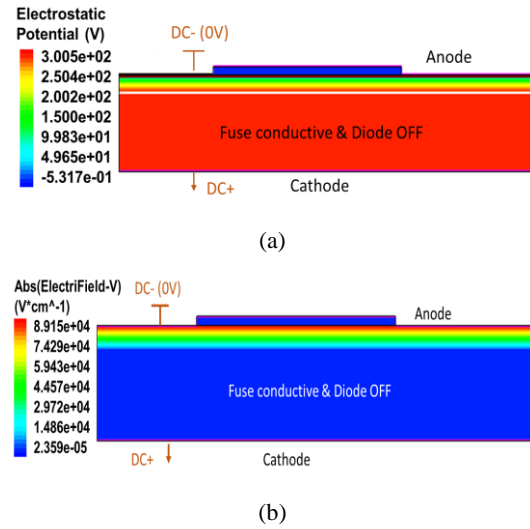 Electrostatic
Potential (V)
3.005e+02
2.504e+02
2.002e+02
1.500e+02
9.983e+01
4.965e+01
-5.317e-01
DC- (0V)
Anode
Fuse conductive & Diode OFF
DC+
Cathode
(a)
Abs(ElectriField-V)
(V*cm^-1)
8.915e+04
7.429e+04
5.943e+04
4.457e+04
2.972e+04
1.486e+04
2.359e-05
DC- (0V)
Anode
Fuse conductive & Diode OFF
DC+
Cathode
(b)